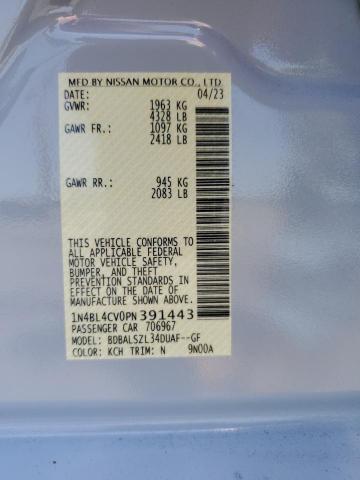 MFD.BY NISSAN MOTOR CO., LTD
04/23
GVWR: 1963 KG
4328 LB
GAWR FR.: 1097 KG
2418 LB
GAWR RR.: 945 KG
2083 LB
THIS VEHICLE CONFORMS TO
ALL APPLICABLE FEDERAL
MOTOR VEHICLE SAFETY,
BUMPER, AND THEFT
PREVENTION STANDARDS
IN EFFECT ON THE DATE OF
MANUFACTURE SHOWN ABOVE.
1N4BL4CV0PN391443
PASSENGER CAR 706967
MODEL: BDBALSZL34DUAF--GF
COLOR: KCH TRIM: N 9N00A